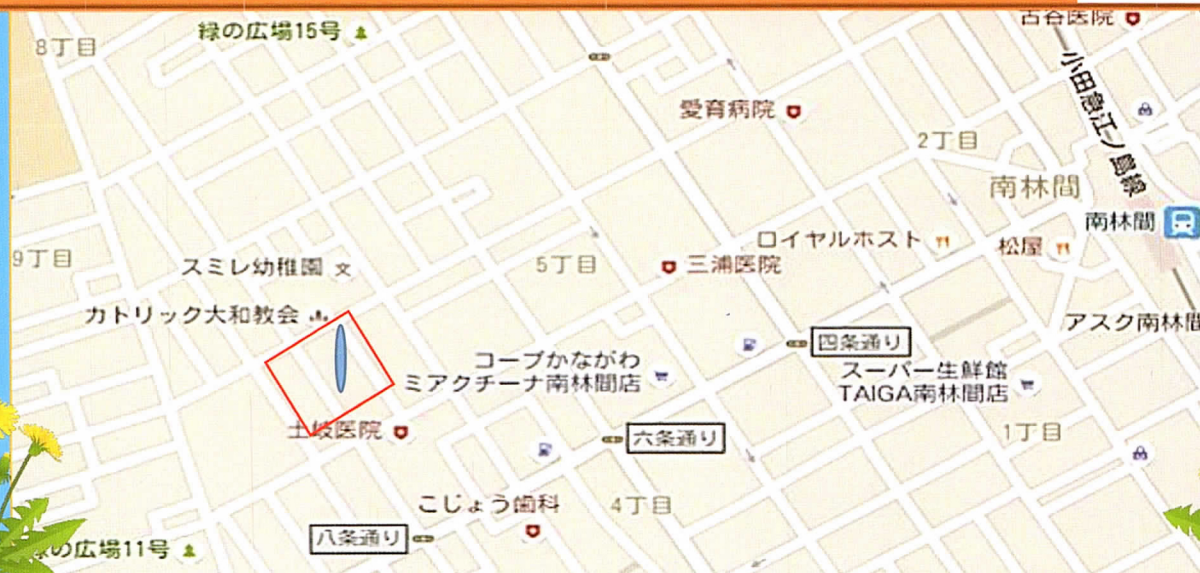 古谷医院
緑の広場15号
8丁目
小田急江ノ島線
愛育病院
2丁目
南林間
南林間
ロイヤルホスト
松屋
9丁目
スミレ幼稚園
5丁目
三浦医院
カトリック大和教会
アスク南林間
四条通り
コープかながわ
ミアクチーナ南林間店
スーパー生鮮館
TAIGA南林間店
土岐医院
六条通り
1丁目
こじょう歯科
4丁目
八条通り
緑の広場11号